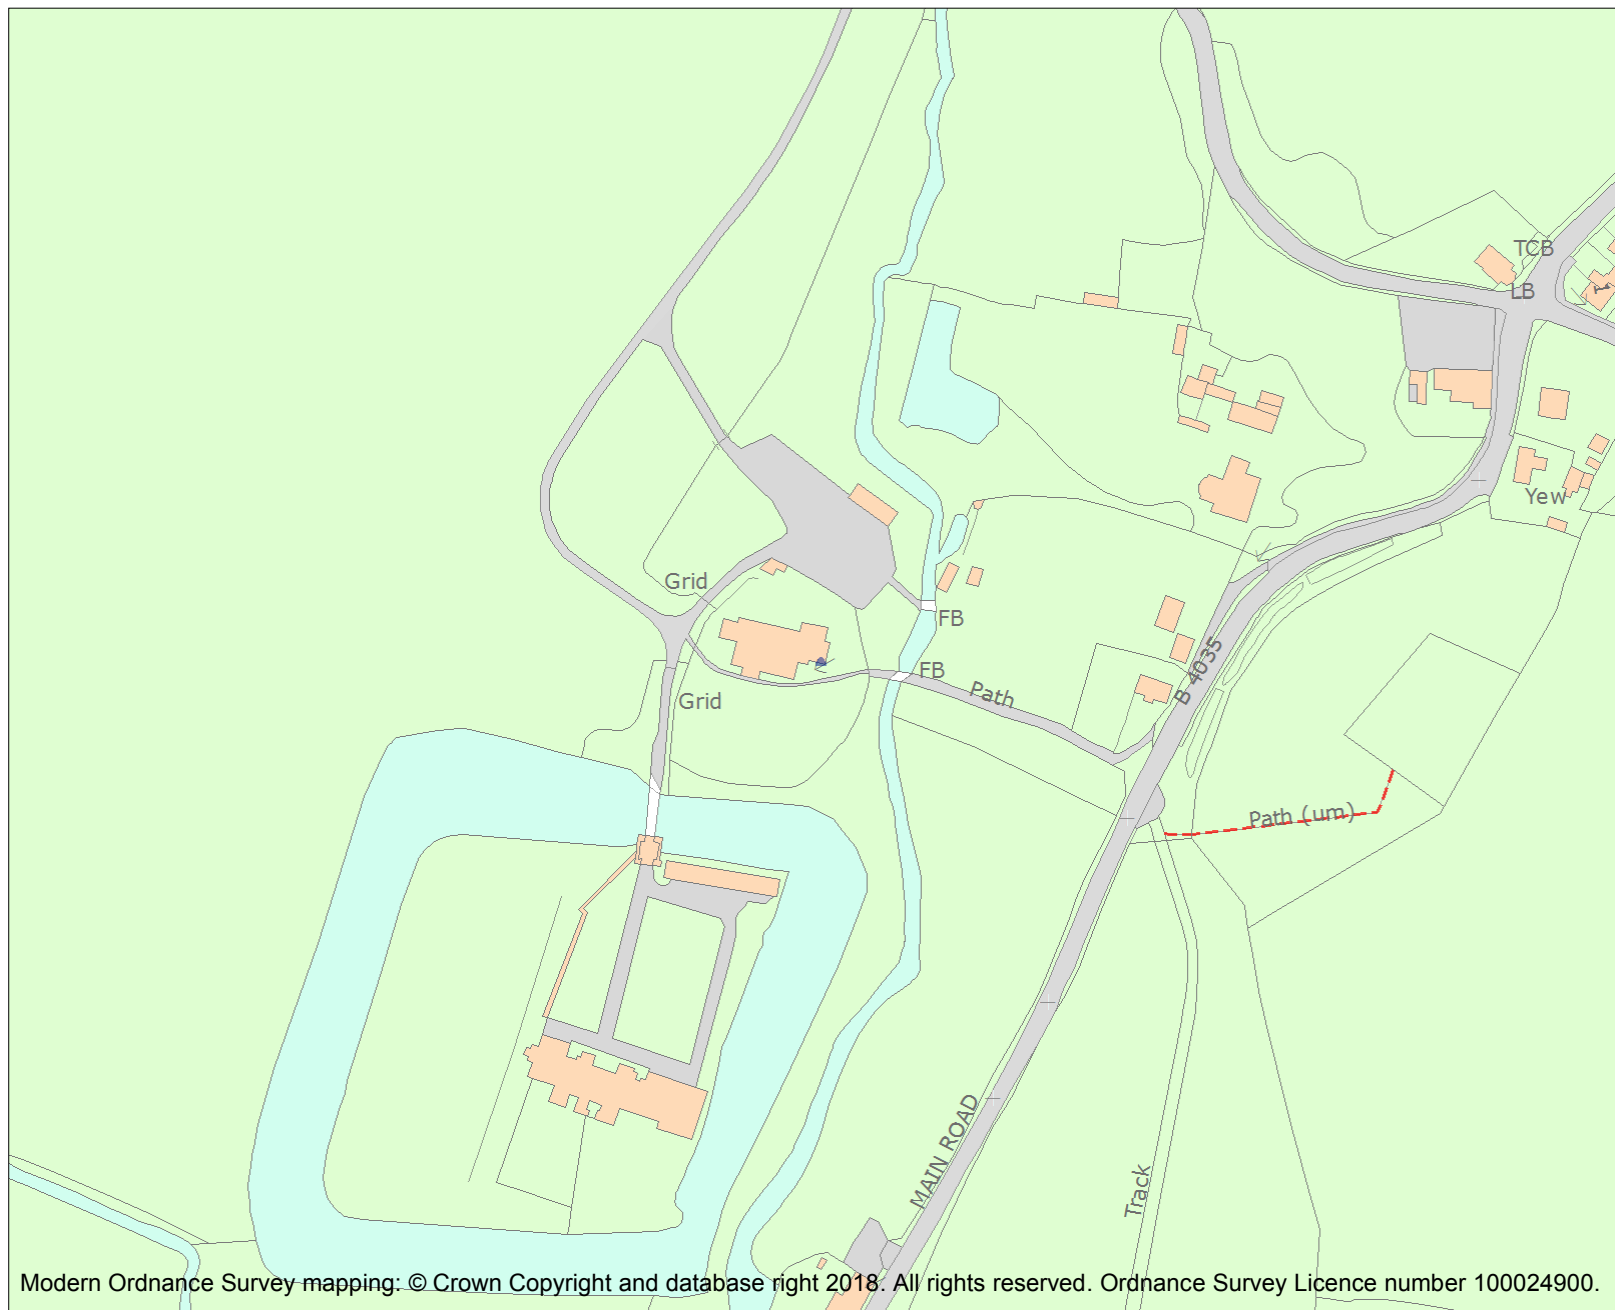 TCB
LB
1
Yew
Grid
FB
B 4035
FB
Path
Grid
Path (um)
MAIN ROAD
Track
Modern Ordnance Survey mapping: © Crown Copyright and database right 2018. All rights reserved. Ordnance Survey Licence number 100024900.